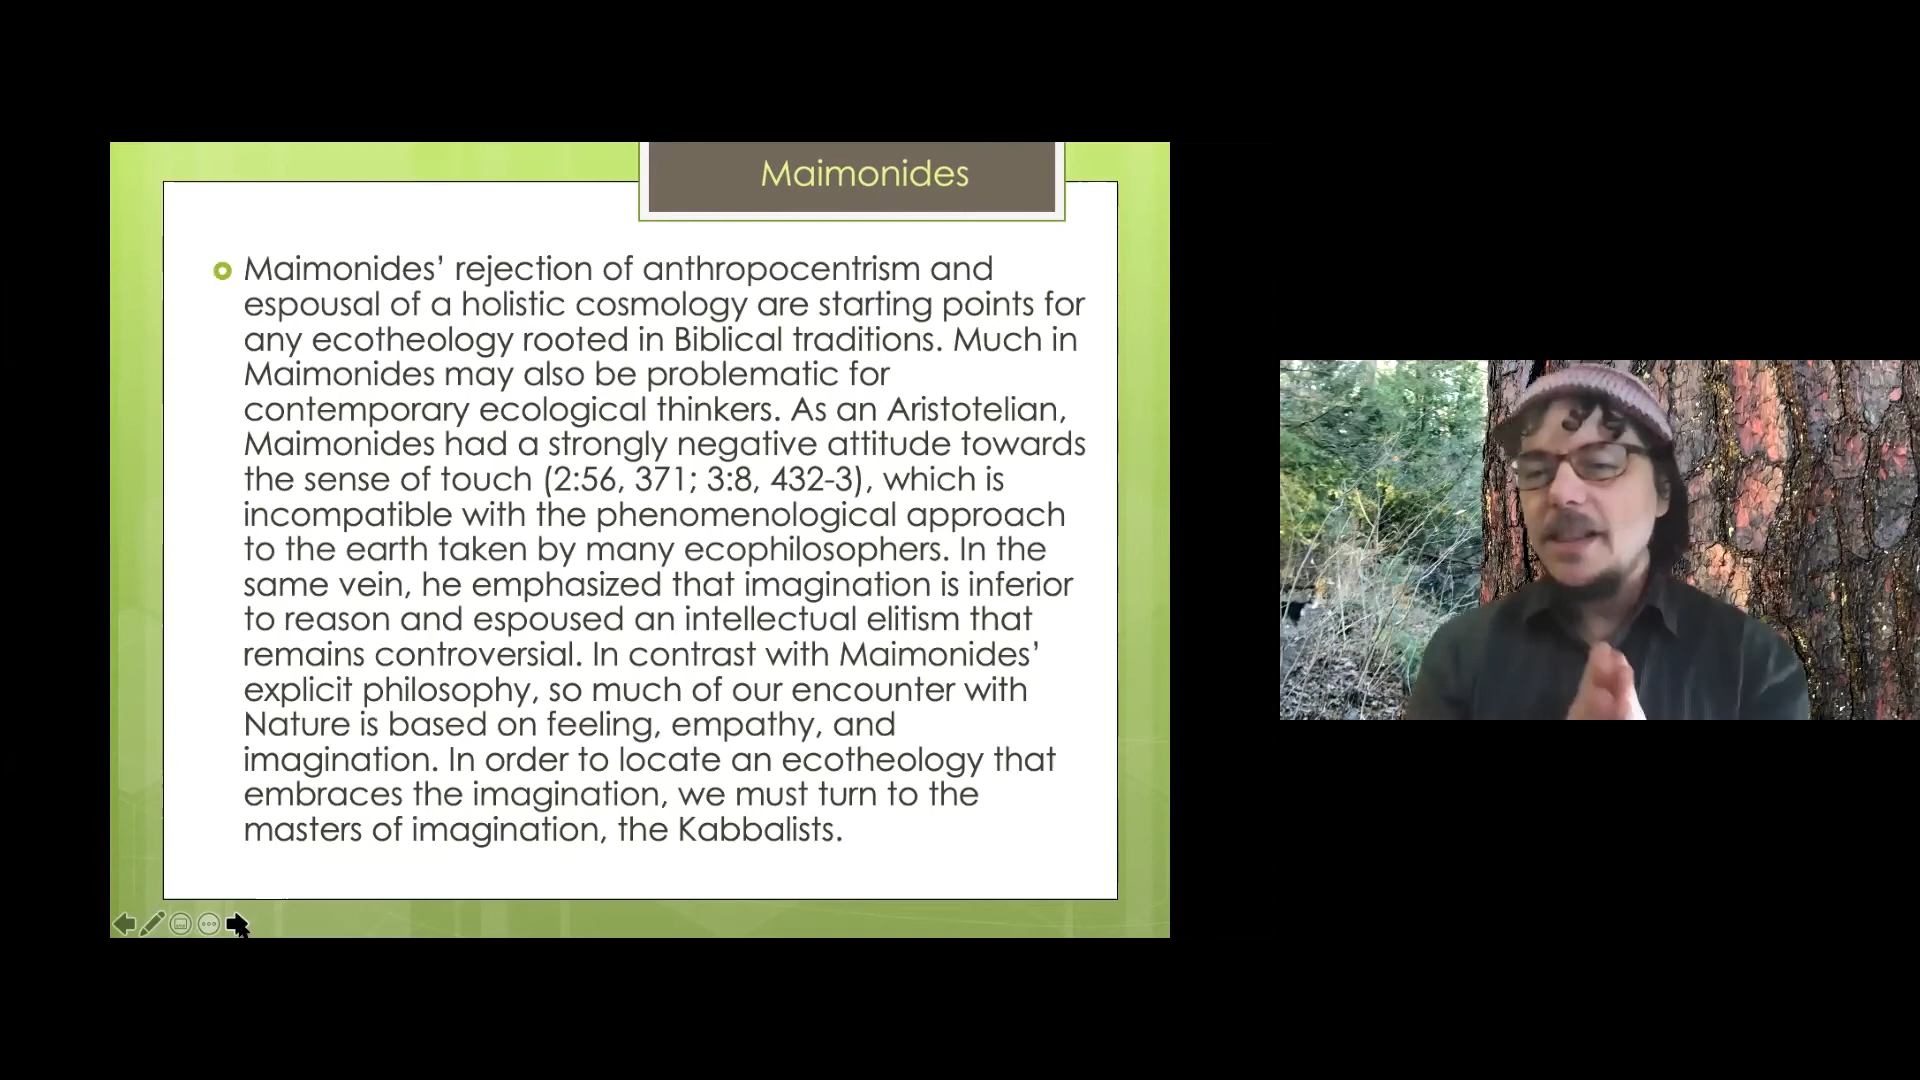 Maimonides
Maimonides’ rejection of anthropocentrism and
espousal of a holistic cosmology are starting points for
any ecotheology rooted in Biblical traditions. Much in
Maimonides may also be problematic for
contemporary ecological thinkers. As an Aristotelian,
Maimonides had a strongly negative attitude towards
the sense of touch (2:56, 371; 3:8, 432-3), which is
incompatible with the phenomenological approach
to the earth taken by many ecophilosophers. In the
same vein, he emphasized that imagination is inferior
to reason and espoused an intellectual elitism that
remains controversial. In contrast with Maimonides’
explicit philosophy, so much of our encounter with
Nature is based on feeling, empathy, and
imagination. In order to locate an ecotheology that
embraces the imagination, we must turn to the
masters of imagination, the Kabbalists.